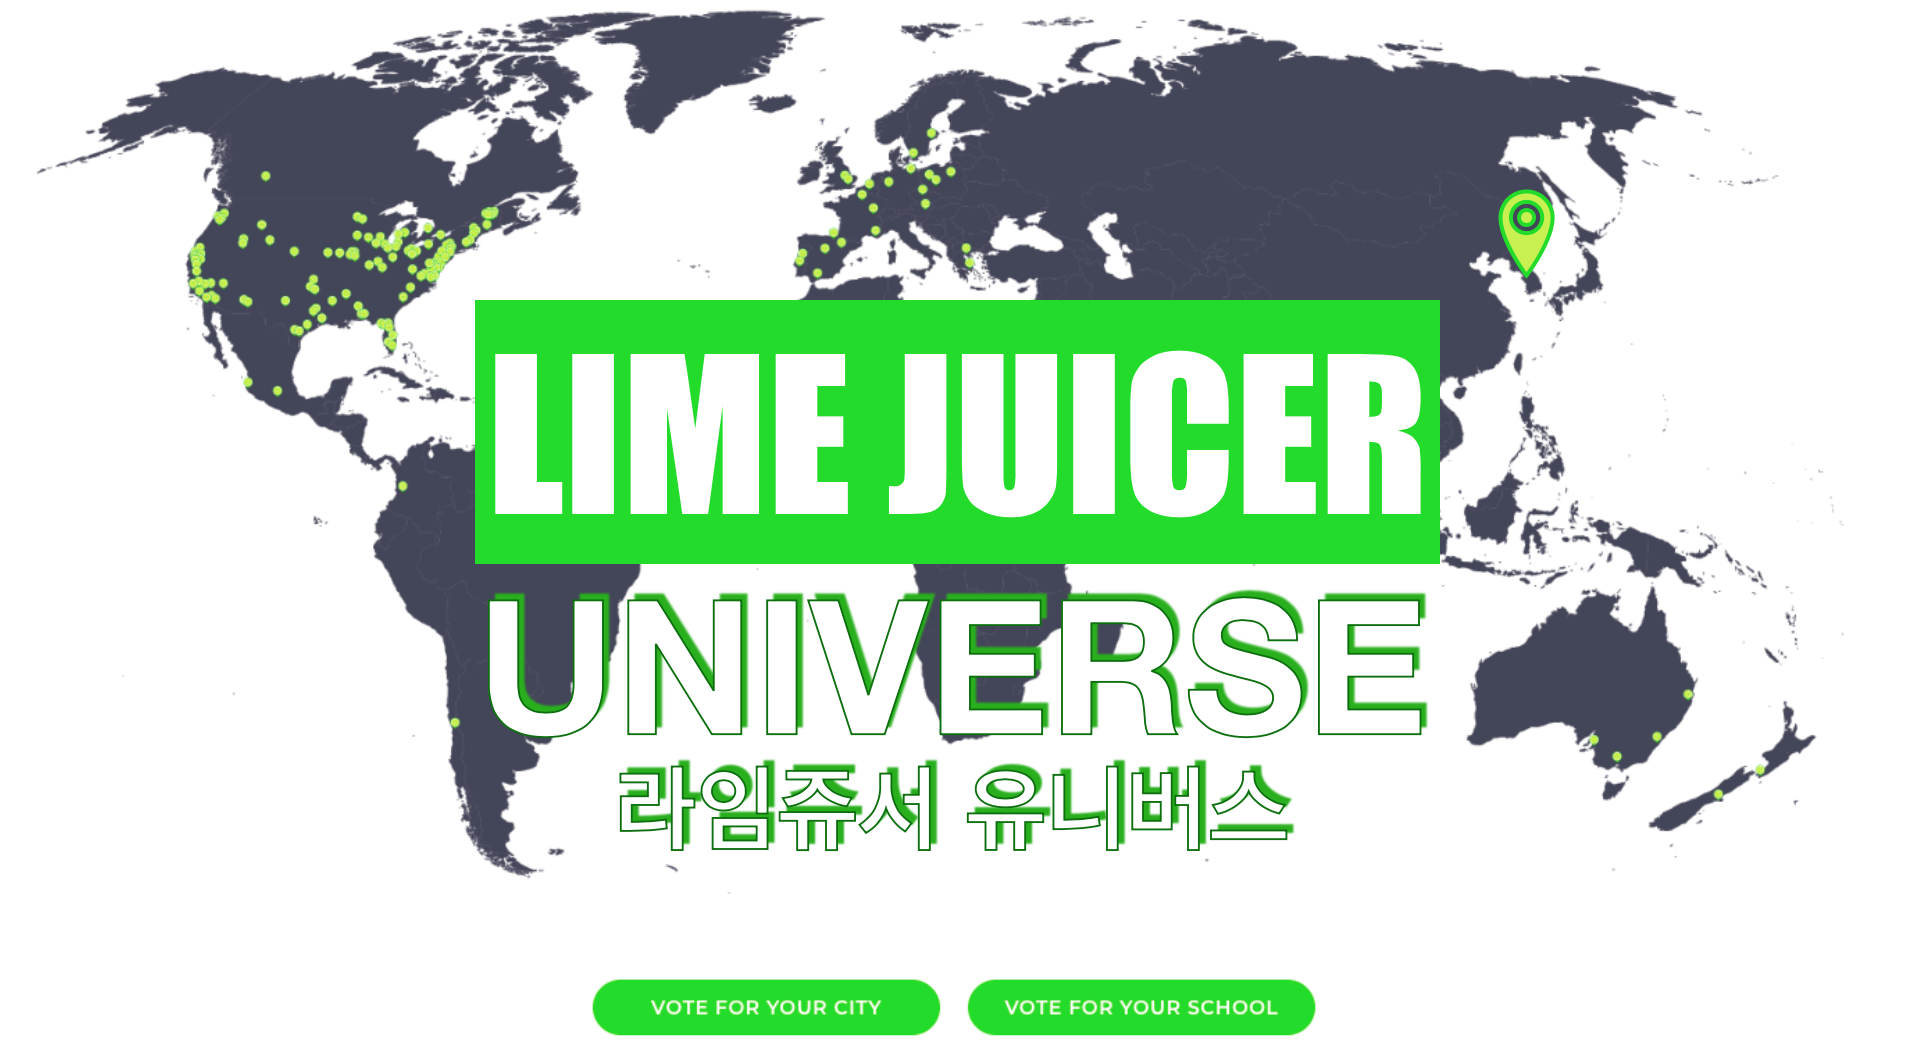 LIME JUICER
UNIVERSE
라임쥬서 유니버스
VOTE FOR YOUR CITY
VOTE FOR YOUR SCHOOL